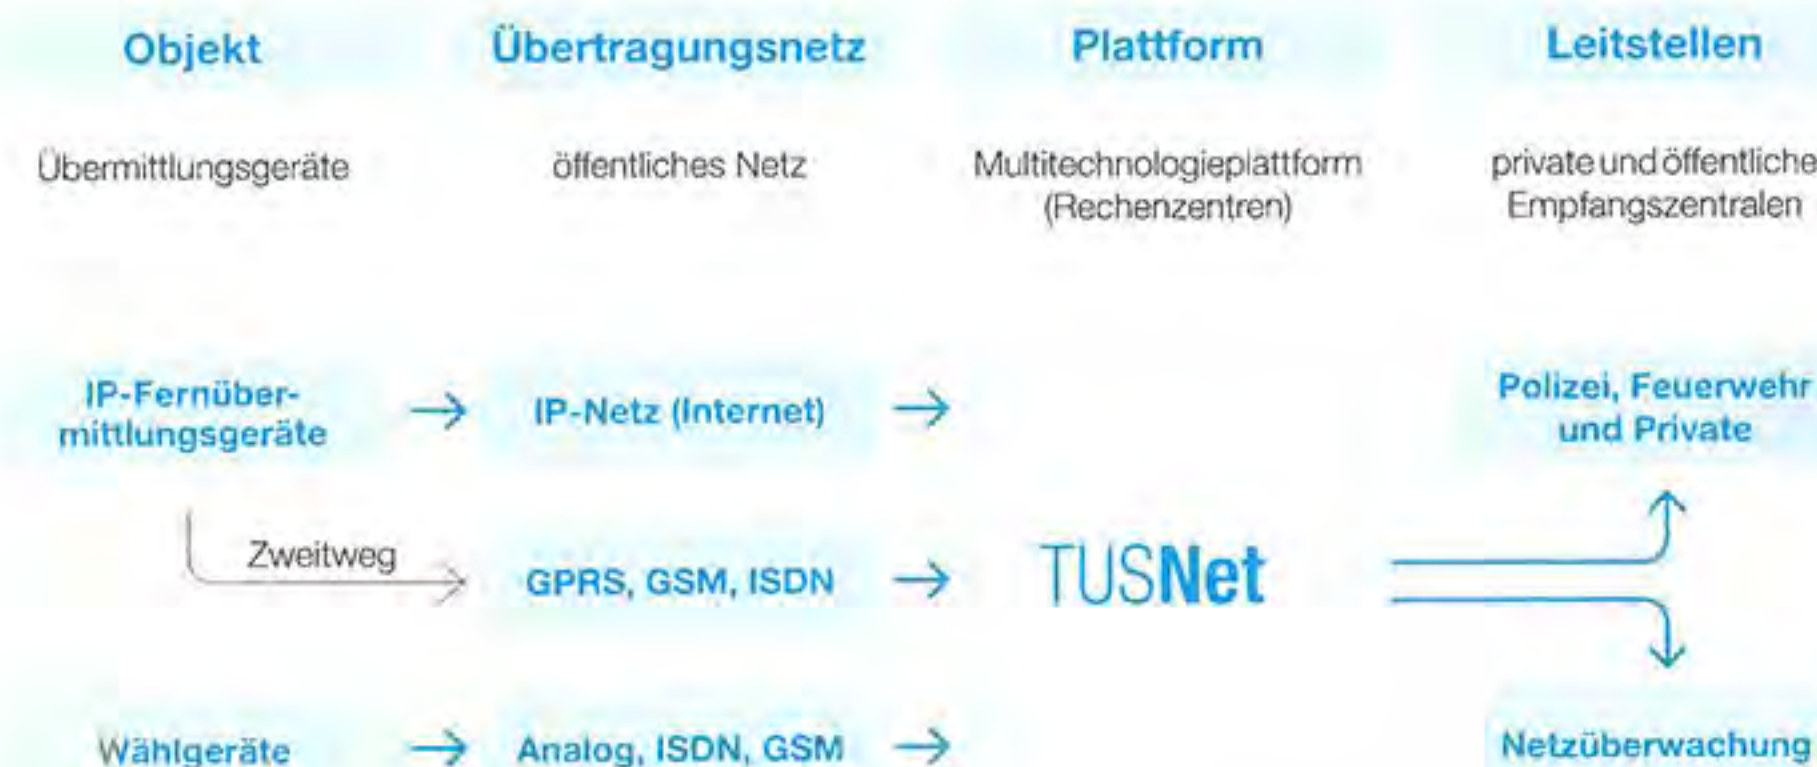 Objekt
Übertragungsnetz
Plattform
Leitstellen
Übermittlungsgeräte
öffentliches Netz
Multitechnologieplattform
(Rechenzentren)
private und öffentliche
Empfangszentralen
IP-Fernüber-
mittlungsgeräte
IP-Netz (Internet)
Polizei, Feuerwehr
und Private
Zweitweg
GPRS, GSM, ISDN
TUSNet
Wählgeräte
Analog, ISDN, GSM
Netzüberwachung